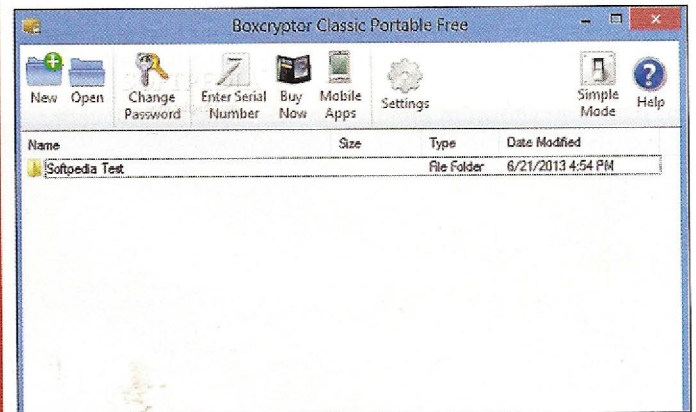 Boxcryptor Classic Portable Free
New Open Change Password Enter Serial Number Buy Now Mobile Apps Settings Simple Mode Help
Name Size Type Date Modified
Softpedia Test File Folder 6/21/2013 4:54 PM